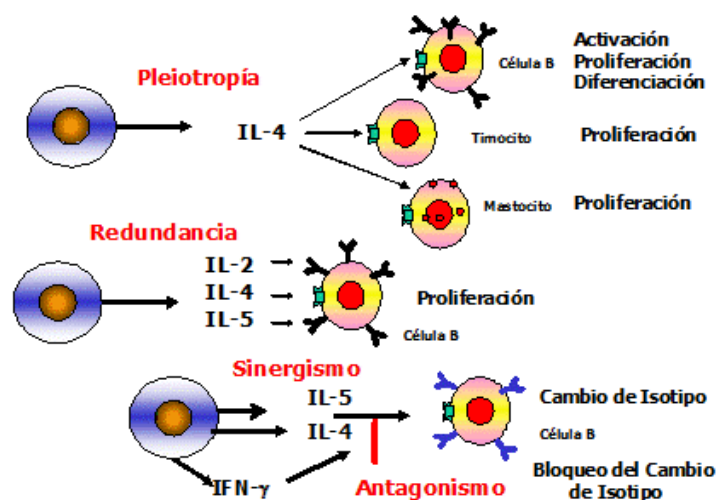 Pleiotropía
IL-4
Célula B
Activación
Proliferación
Diferenciación
Timocito
Proliferación
Mastocito
Proliferación
Redundancia
IL-2
IL-4
IL-5
Proliferación
Célula B
Sinergismo
IL-5
IL-4
IFN-γ
Antagonismo
Cambio de Isotipo
Célula B
Bloqueo del Cambio
de Isotipo